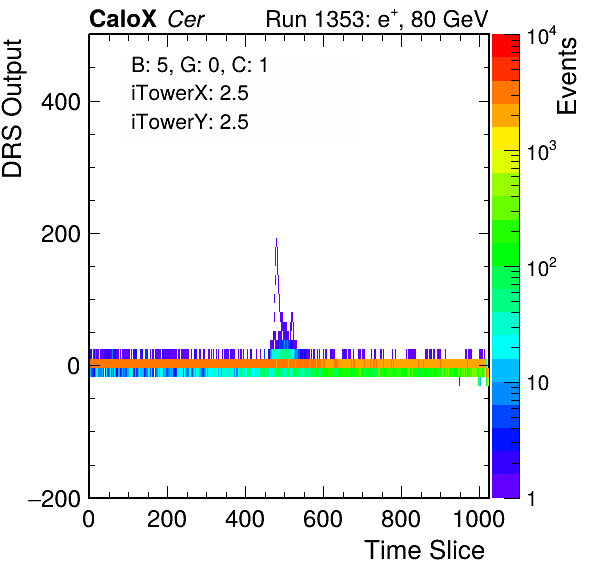 CaloX Cer
Run 1353: e+, 80 GeV
B: 5, G: 0, C: 1
iTowerX: 2.5
iTowerY: 2.5
DRS Output
400
200
0
−200
0 200 400 600 800 1000
Time Slice
Events
10^4
10^3
10^2
10
1